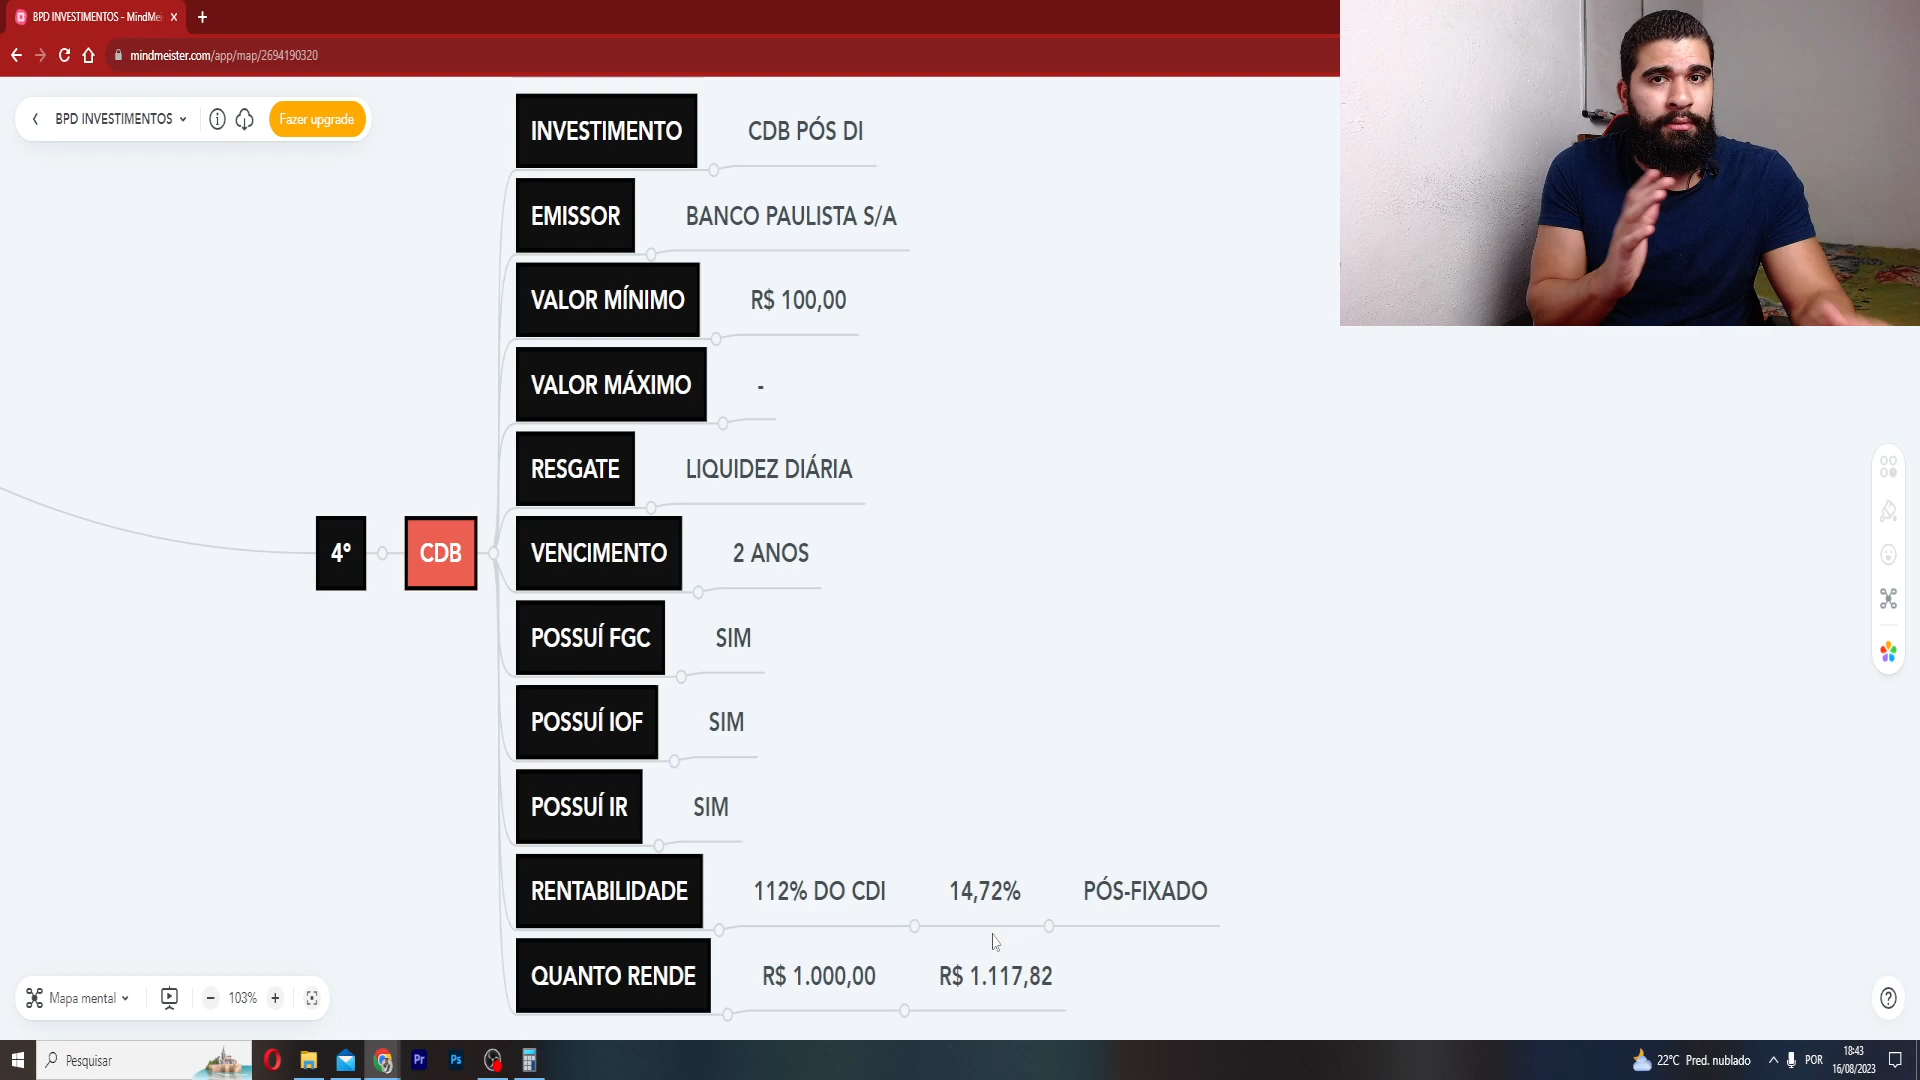 BPD INVESTIMENTOS - MindMei
mindmeister.com/app/map/2694190320
BPD INVESTIMENTOS
Fazer upgrade
INVESTIMENTO CDB PÓS DI
EMISSOR BANCO PAULISTA S/A
VALOR MÍNIMO R$ 100,00
VALOR MÁXIMO -
RESGATE LIQUIDEZ DIÁRIA
4º CDB VENCIMENTO 2 ANOS
POSSUÍ FGC SIM
POSSUÍ IOF SIM
POSSUÍ IR SIM
RENTABILIDADE 112% DO CDI 14,72% PÓS-FIXADO
QUANTO RENDE R$ 1.000,00 R$ 1.117,82
Mapa mental 103%
Pesquisar
Pr
Ps
22°C Pred. nublado
POR
18:43
16/08/2023